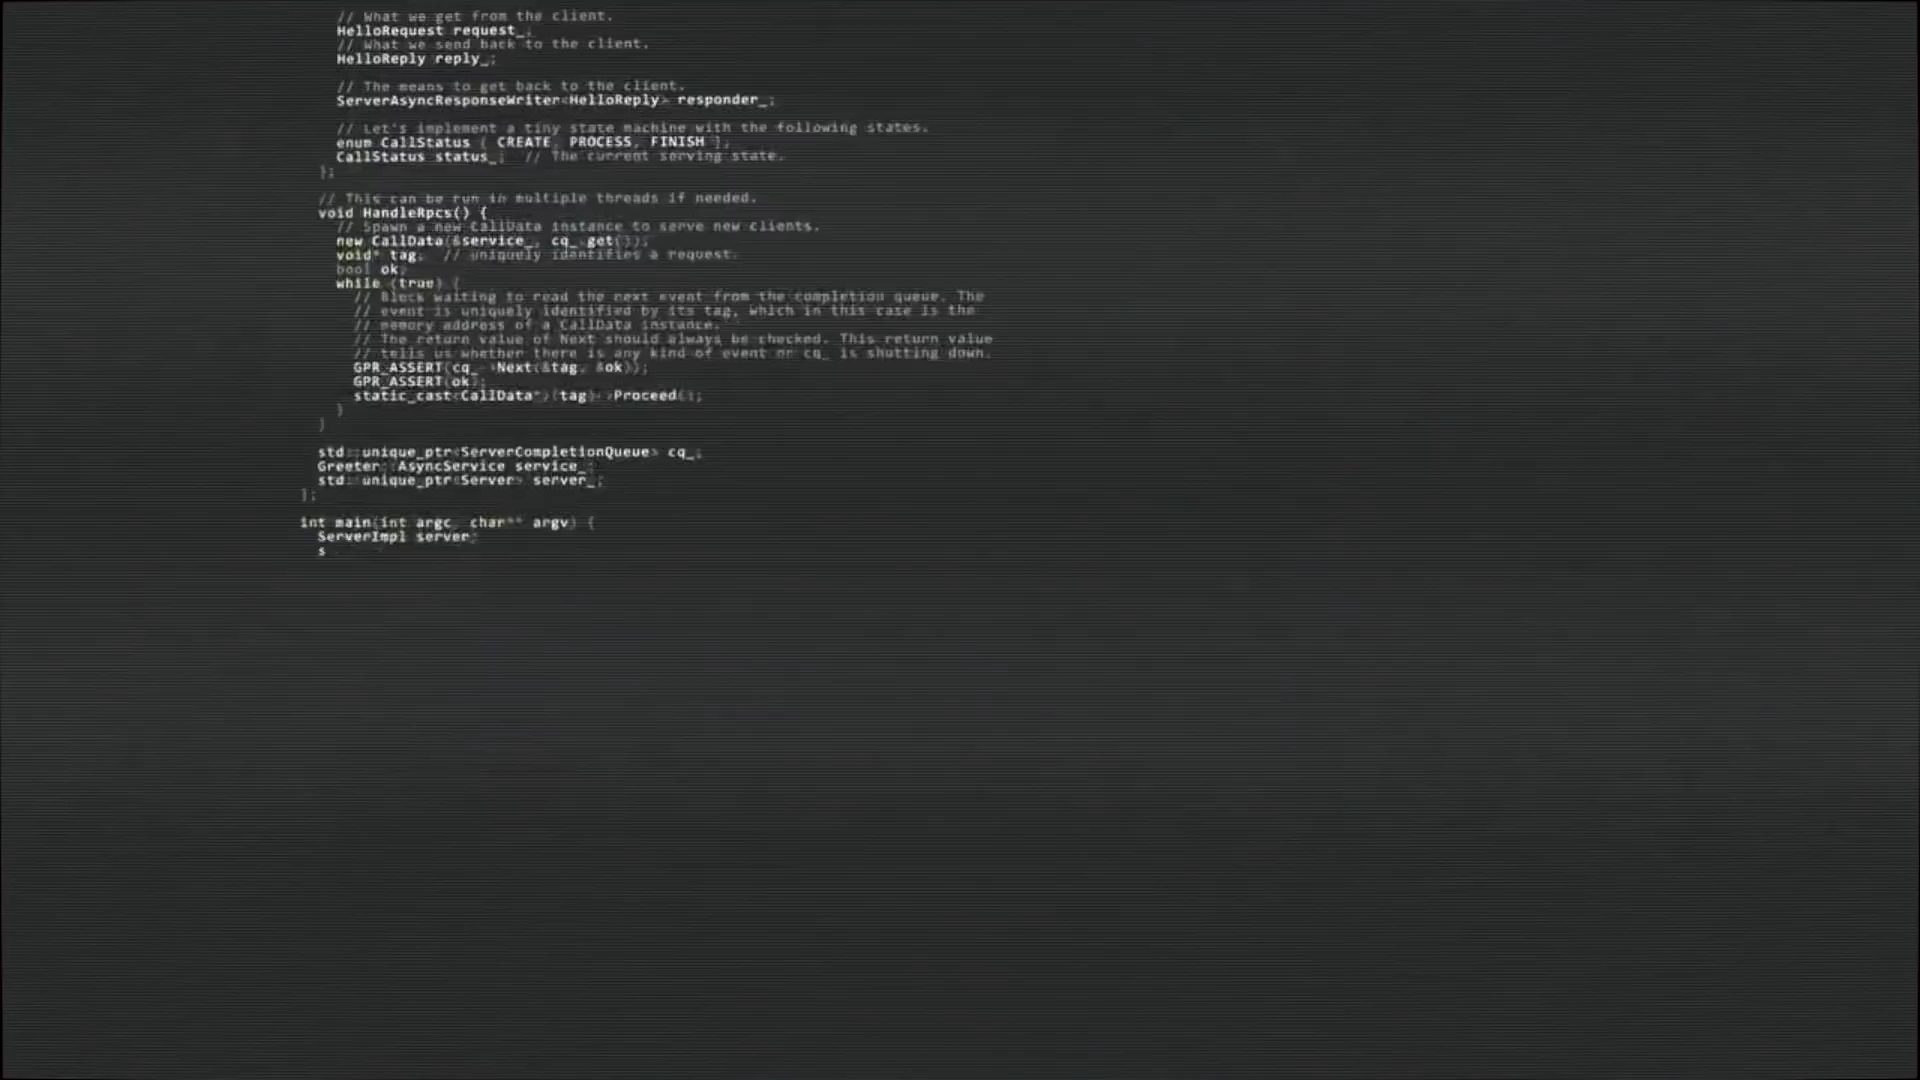 // What we get from the client.
HelloRequest request_;
// What we send back to the client.
HelloReply reply_;
// The means to get back to the client.
ServerAsyncResponseWriter<HelloReply> responder_;
// Let's implement a tiny state machine with the following states.
enum CallStatus { CREATE, PROCESS, FINISH };
CallStatus status_;  // The current serving state.
};
// This can be run in multiple threads if needed.
void HandleRpcs() {
// Spawn a new CallData instance to serve new clients.
new CallData(&service_, cq_.get());
void* tag;  // uniquely identifies a request.
bool ok;
while (true) {
// Block waiting to read the next event from the completion queue. The
// event is uniquely identified by its tag, which in this case is the
// memory address of a CallData instance.
// The return value of Next should always be checked. This return value
// tells us whether there is any kind of event or cq_ is shutting down.
GPR_ASSERT(cq_->Next(&tag, &ok));
GPR_ASSERT(ok);
static_cast<CallData*>(tag)->Proceed();
}
}
std::unique_ptr<ServerCompletionQueue> cq_;
Greeter::AsyncService service_;
std::unique_ptr<Server> server_;
};
int main(int argc, char** argv) {
ServerImpl server;
s